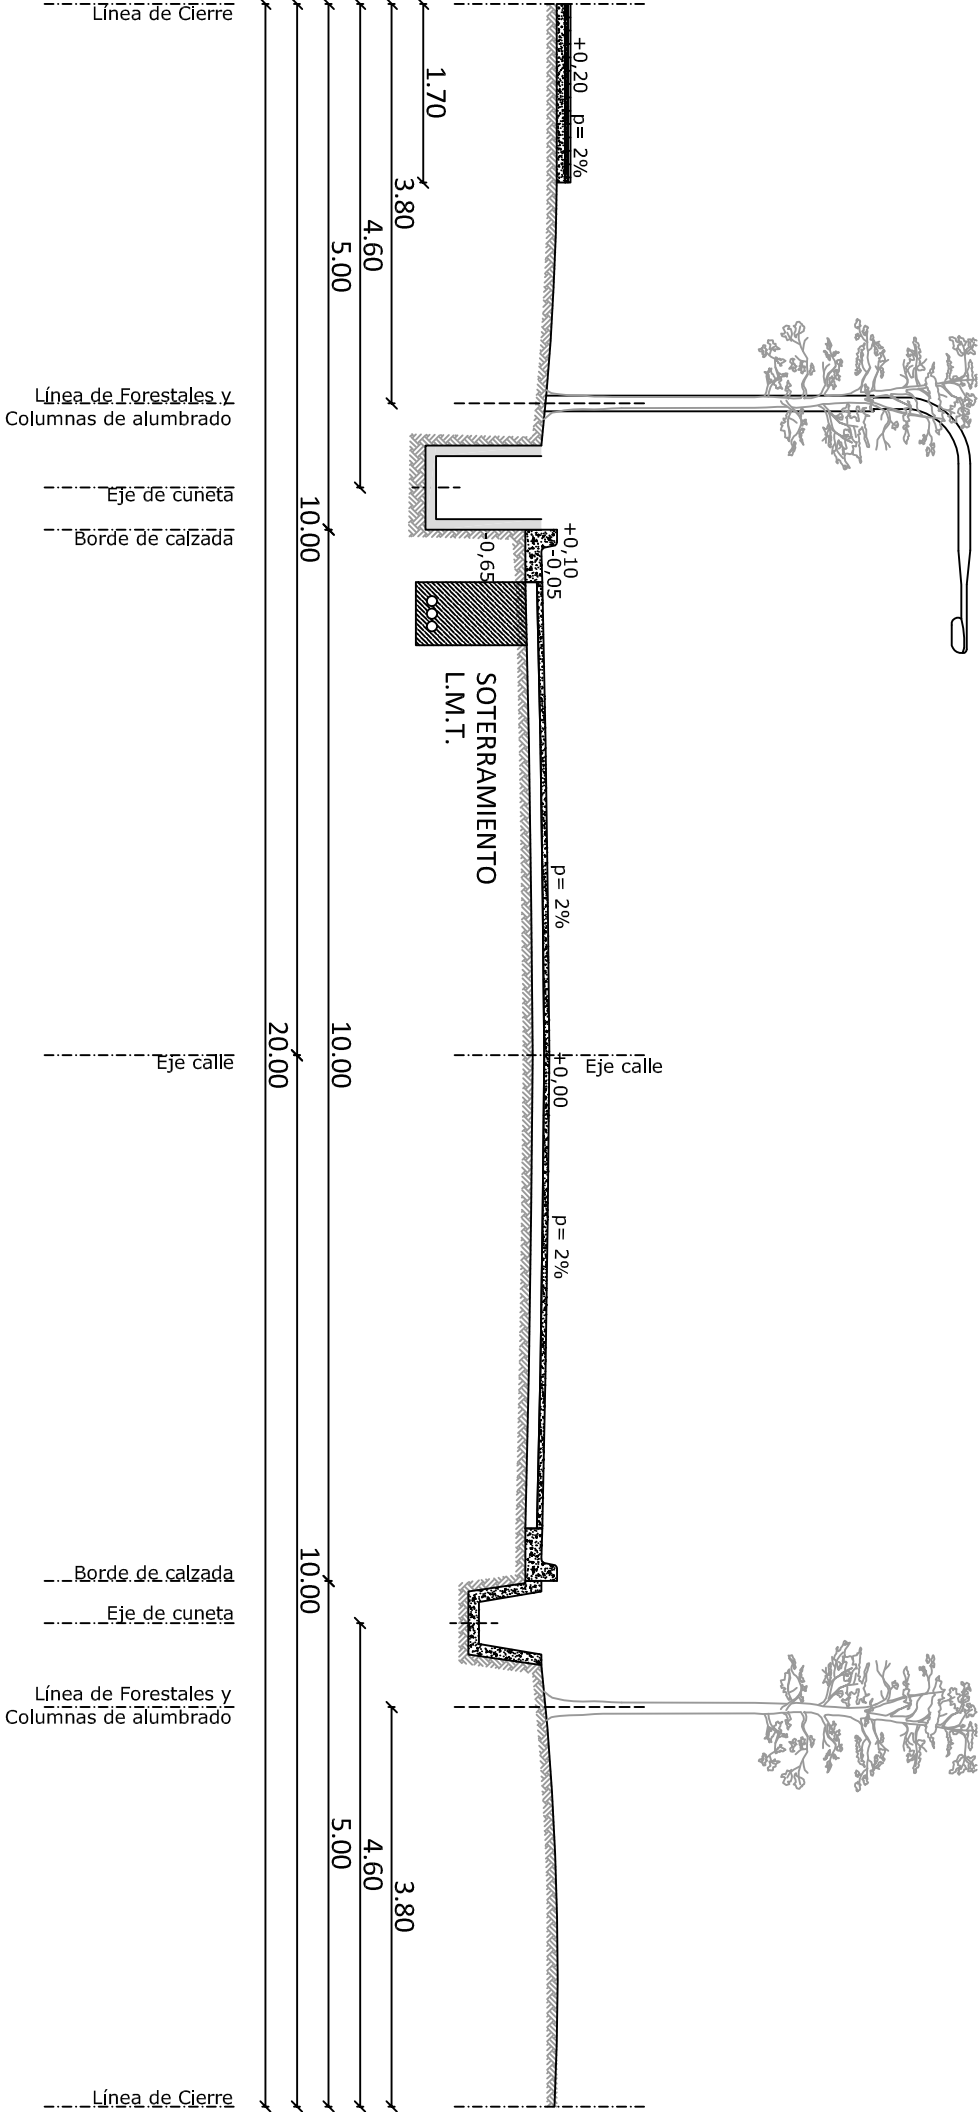 Línea de Cierre
+0,20 p= 2%
1.70
3.80
4.60
5.00
Línea de Forestales y
Columnas de alumbrado
Eje de cuneta
10.00
Borde de calzada
+0,10
-0,05
-0,65
SOTERRAMIENTO
L.M.T.
p= 2%
Eje calle
20.00
10.00
+0,00
Eje calle
p= 2%
10.00
Borde de calzada
Eje de cuneta
Línea de Forestales y
Columnas de alumbrado
5.00
4.60
3.80
Línea de Cierre